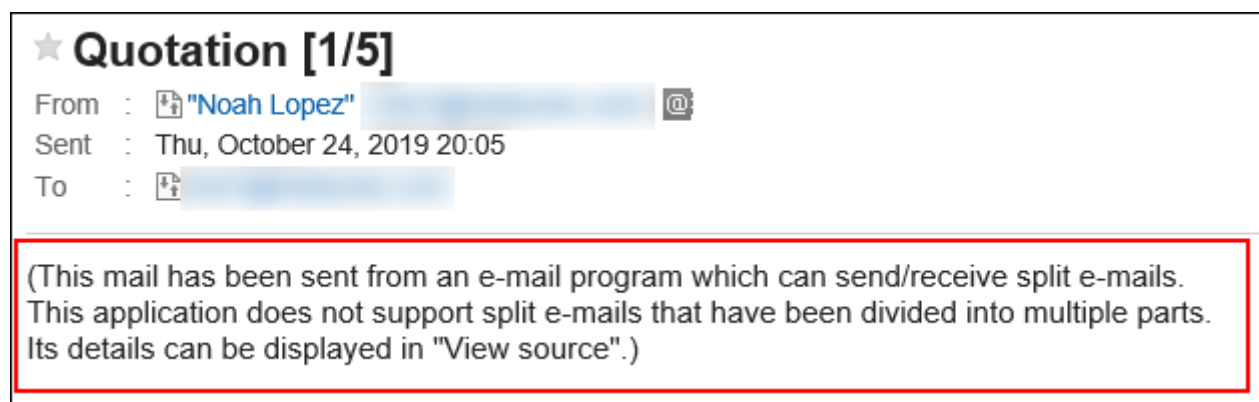 Quotation [1/5]
From : "Noah Lopez"
Sent : Thu, October 24, 2019 20:05
To :
(This mail has been sent from an e-mail program which can send/receive split e-mails.
This application does not support split e-mails that have been divided into multiple parts.
Its details can be displayed in "View source".)